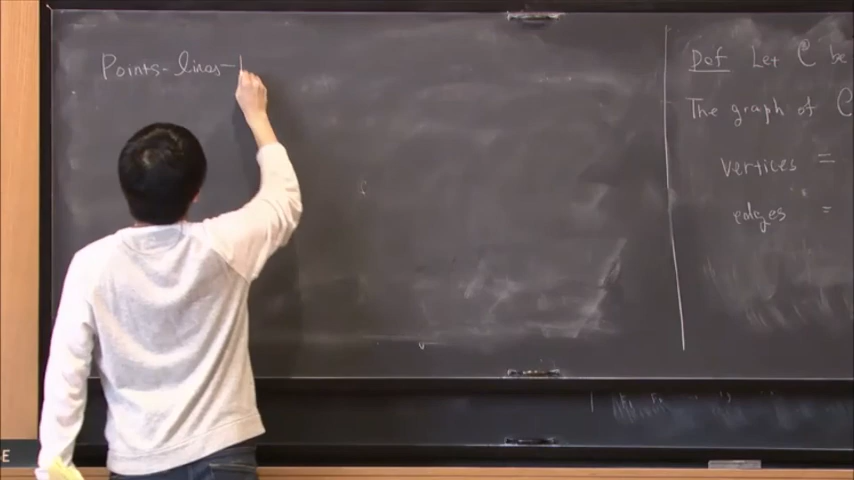 Points-lines-
Def Let C be
The graph of C
vertices =
edges =